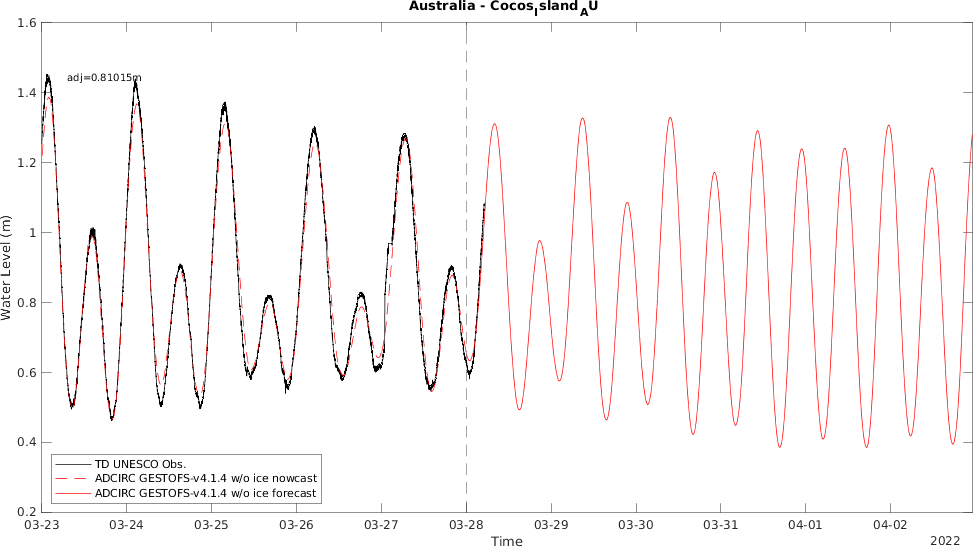 Australia - Cocos_Island_AU
1.6
adj=0.81015m
1.4
1.2
1
0.8
0.6
0.4
0.2
Water Level (m)
TD UNESCO Obs.
ADCIRC GESTOFS-v4.1.4 w/o ice nowcast
ADCIRC GESTOFS-v4.1.4 w/o ice forecast
03-23 03-24 03-25 03-26 03-27 03-28 03-29 03-30 03-31 04-01 04-02
Time
2022